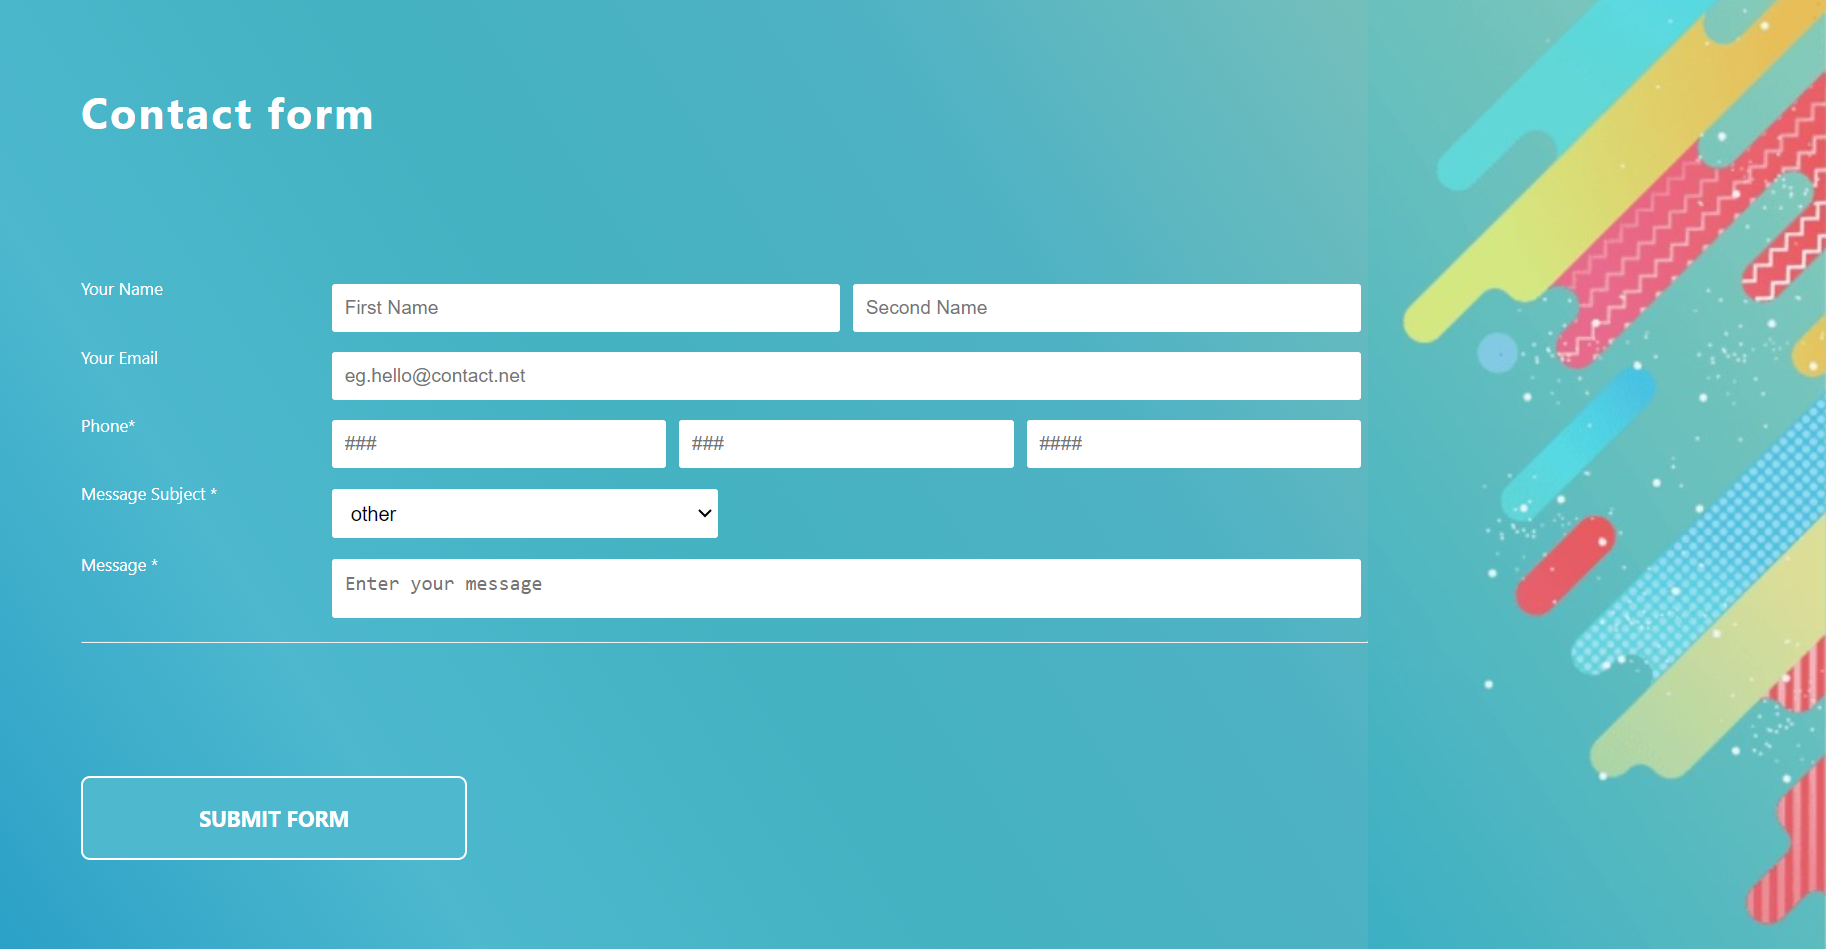 Contact form
Your Name
First Name
Second Name
Your Email
eg.hello@contact.net
Phone*
###
###
####
Message Subject *
other
Message *
Enter your message
SUBMIT FORM